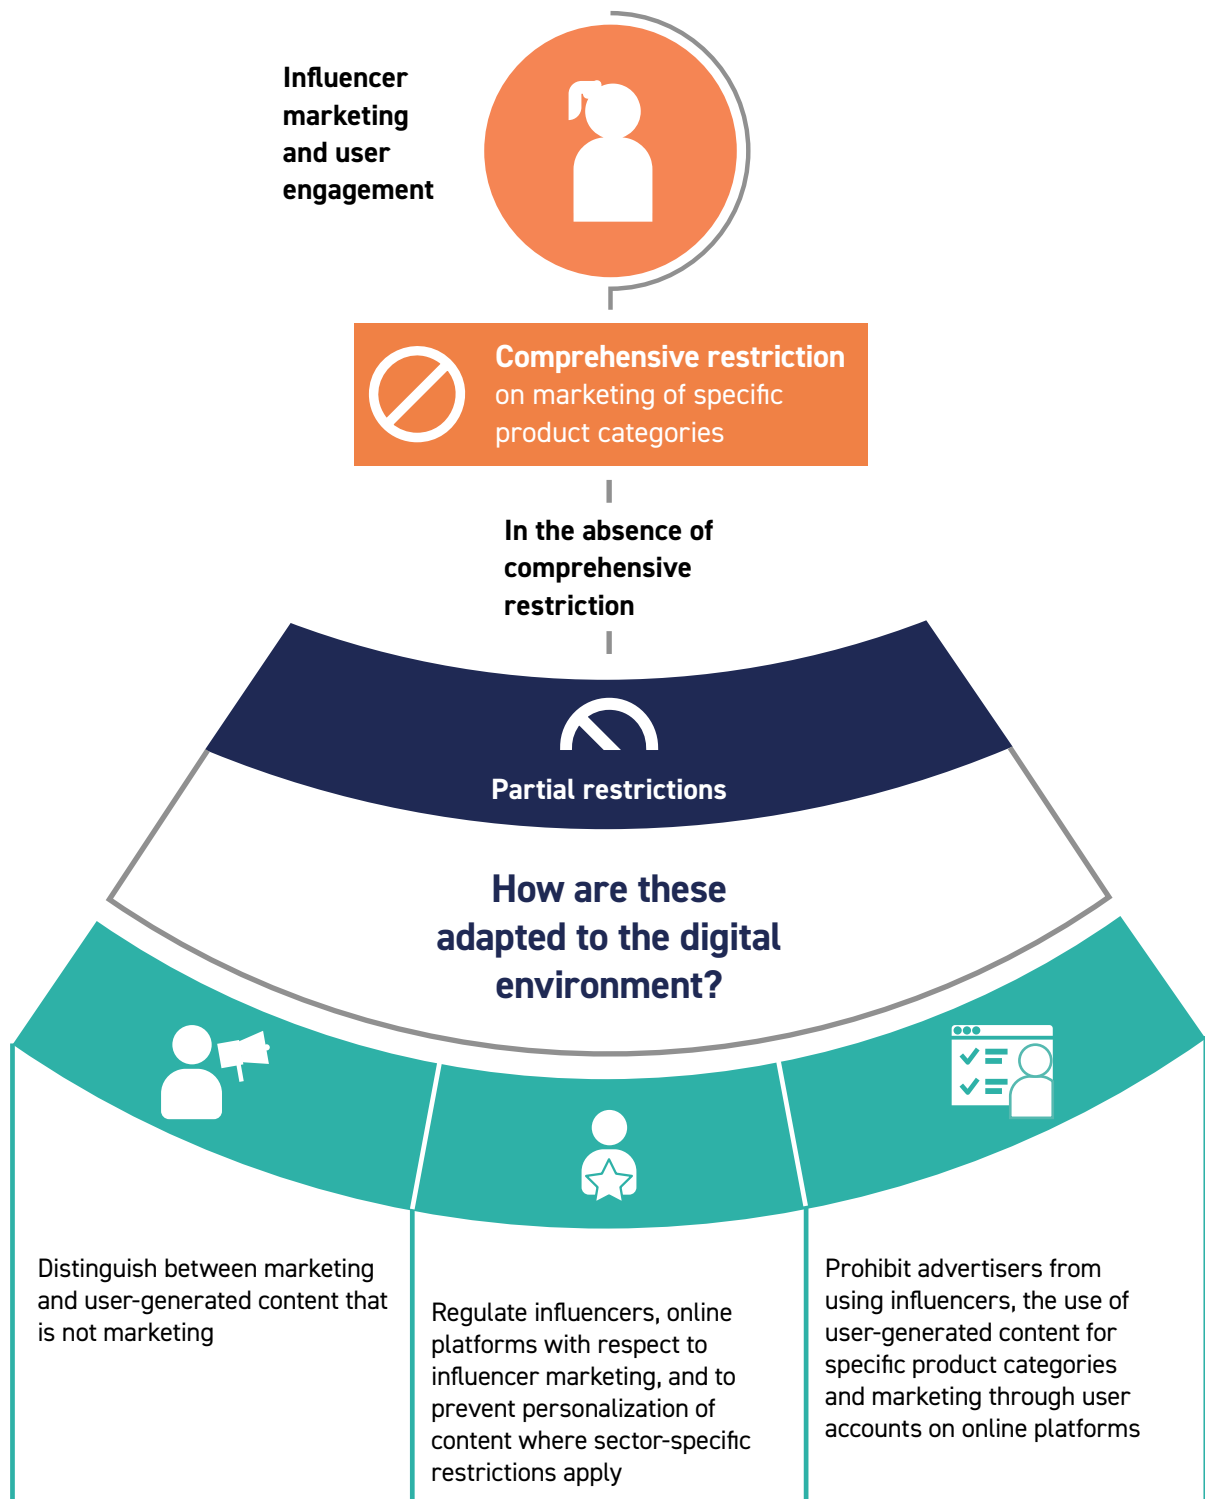 Influencer
marketing
and user
engagement
Comprehensive restriction
on marketing of specific
product categories
In the absence of
comprehensive
restriction
Partial restrictions
How are these
adapted to the digital
environment?
Distinguish between marketing
and user-generated content that
is not marketing
Regulate influencers, online
platforms with respect to
influencer marketing, and to
prevent personalization of
content where sector-specific
restrictions apply
Prohibit advertisers from
using influencers, the use of
user-generated content for
specific product categories
and marketing through user
accounts on online platforms